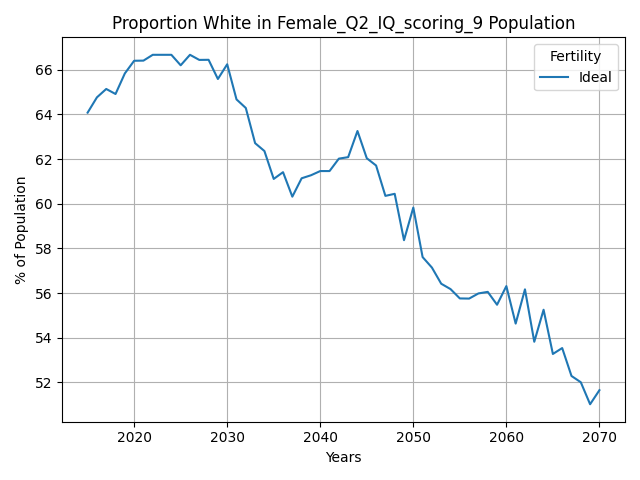 Proportion White in Female_Q2_IQ_scoring_9 Population
Fertility
Ideal
% of Population
66
64
62
60
58
56
54
52
2020 2030 2040 2050 2060 2070
Years